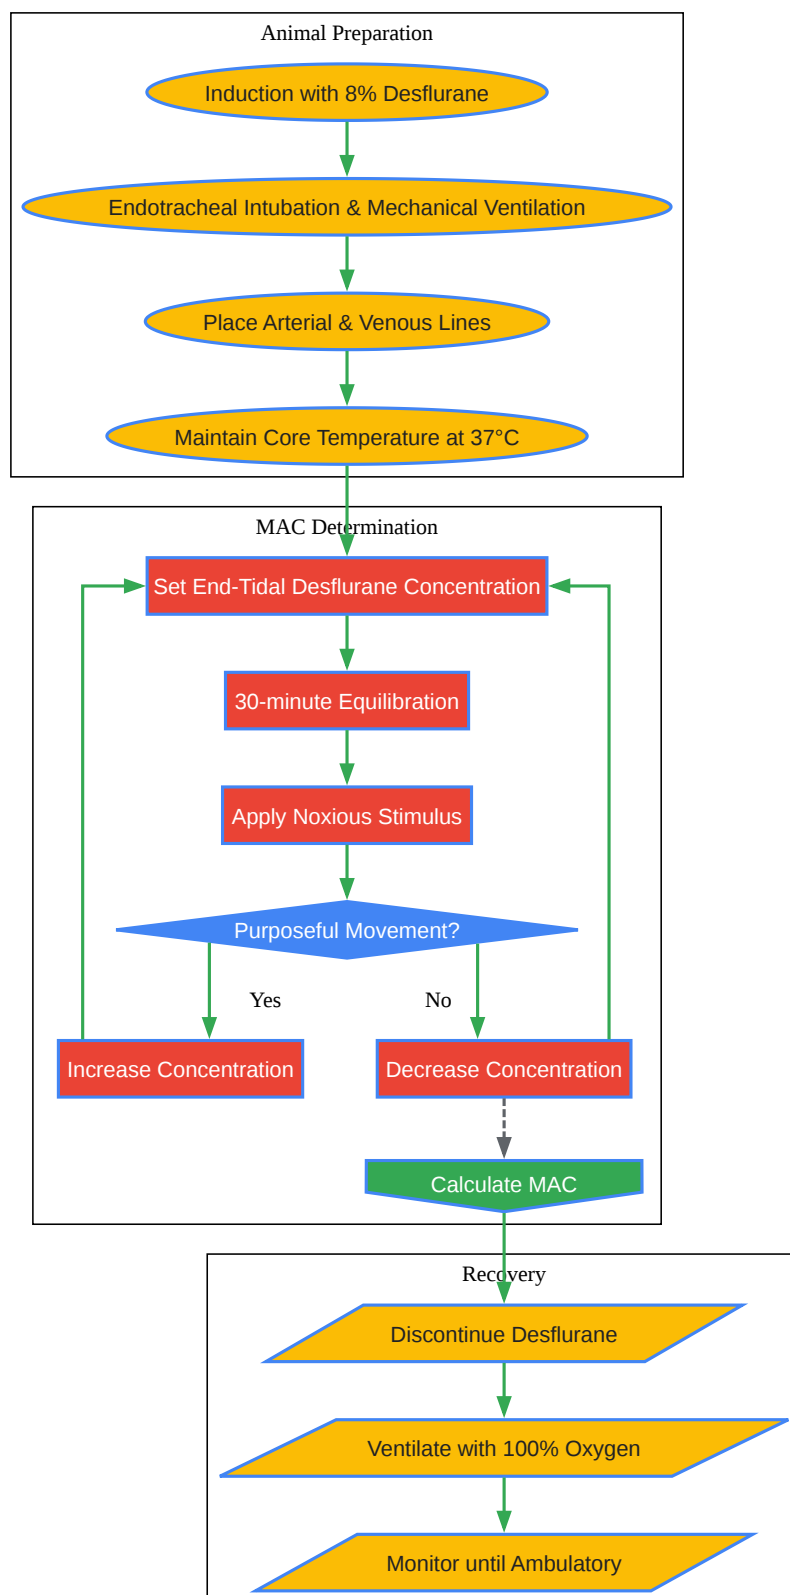 Animal Preparation
Induction with 8% Desflurane
Endotracheal Intubation & Mechanical Ventilation
Place Arterial & Venous Lines
Maintain Core Temperature at 37°C
MAC Determination
Set End-Tidal Desflurane Concentration
30-minute Equilibration
Apply Noxious Stimulus
Purposeful Movement?
Yes
No
Increase Concentration
Decrease Concentration
Calculate MAC
Recovery
Discontinue Desflurane
Ventilate with 100% Oxygen
Monitor until Ambulatory